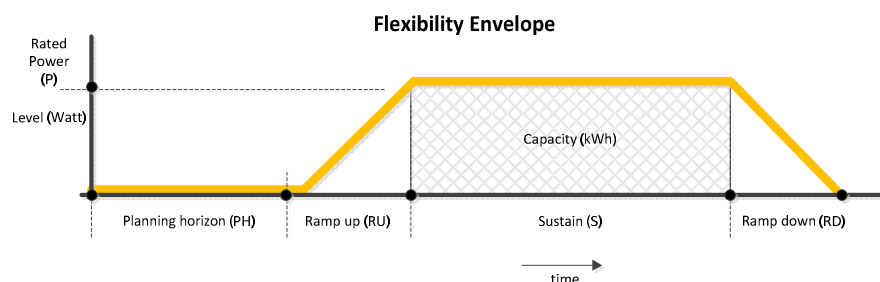 Flexibility Envelope
Rated
Power
(P)
Level (Watt)
Capacity (kWh)
Planning horizon (PH)
Ramp up (RU)
Sustain (S)
Ramp down (RD)
time